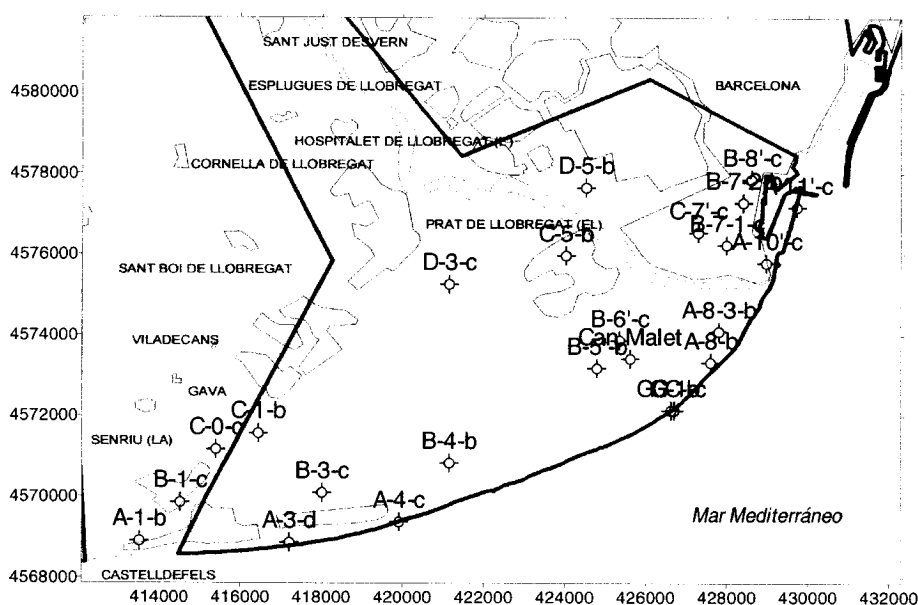 SANT JUST DESVERN
4580000
ESPLUGUES DE LLOBREGAT
BARCELONA
HOSPITALET DE LLOBREGAT (L')
4578000
CORNELLA DE LLOBREGAT
D-5-b
B-8'-c
B-7-2
11'-c
C-7'-c
PRAT DE LLOBREGAT (EL)
B-7-1-c
C-5-b
A-10'-c
4576000
SANT BOI DE LLOBREGAT
D-3-c
4574000
VILADECANS
B-6'-c
A-8-3-b
Can Malet
A-8-b
B-5'-b
GAVA
4572000
C-1-b
C-0-c
SENRIU (LA)
B-4-b
B-3-c
B-1-c
4570000
A-4-c
A-1-b
A-3-d
Mar Mediterráneo
4568000
CASTELLDEFELS
414000 416000 418000 420000 422000 424000 426000 428000 430000 432000